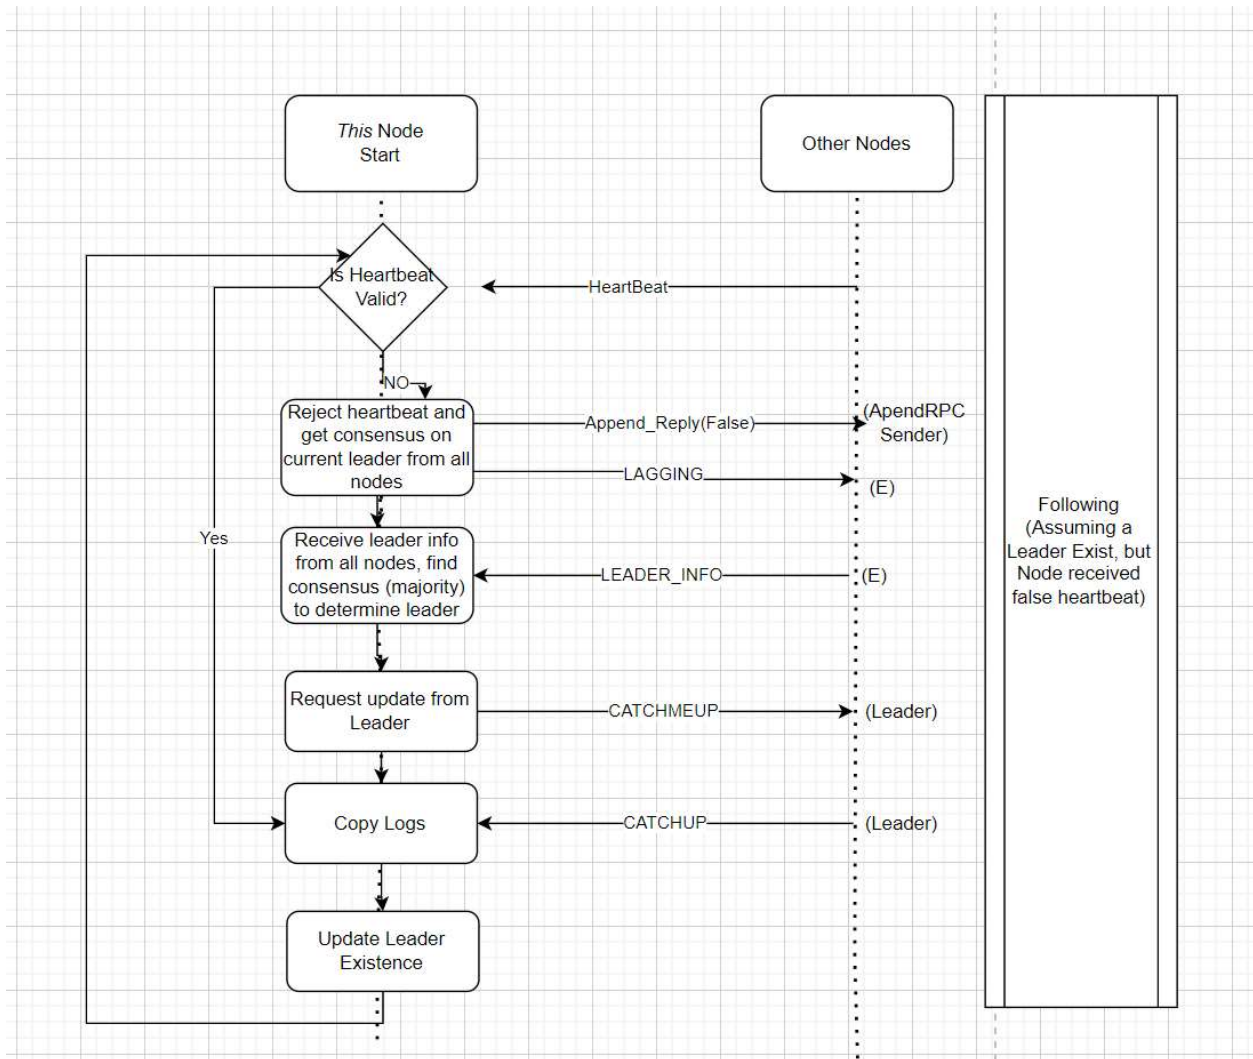 This Node
Start
Other Nodes
Is Heartbeat
Valid?
HeartBeat
NO
Reject heartbeat and
get consensus on
current leader from all
nodes
Append_Reply(False)
(ApendRPC
Sender)
LAGGING
(E)
Yes
Receive leader info
from all nodes, find
consensus (majority)
to determine leader
LEADER_INFO
(E)
Request update from
Leader
CATCHMEUP
(Leader)
Copy Logs
CATCHUP
(Leader)
Update Leader
Existence
Following
(Assuming a
Leader Exist, but
Node received
false heartbeat)